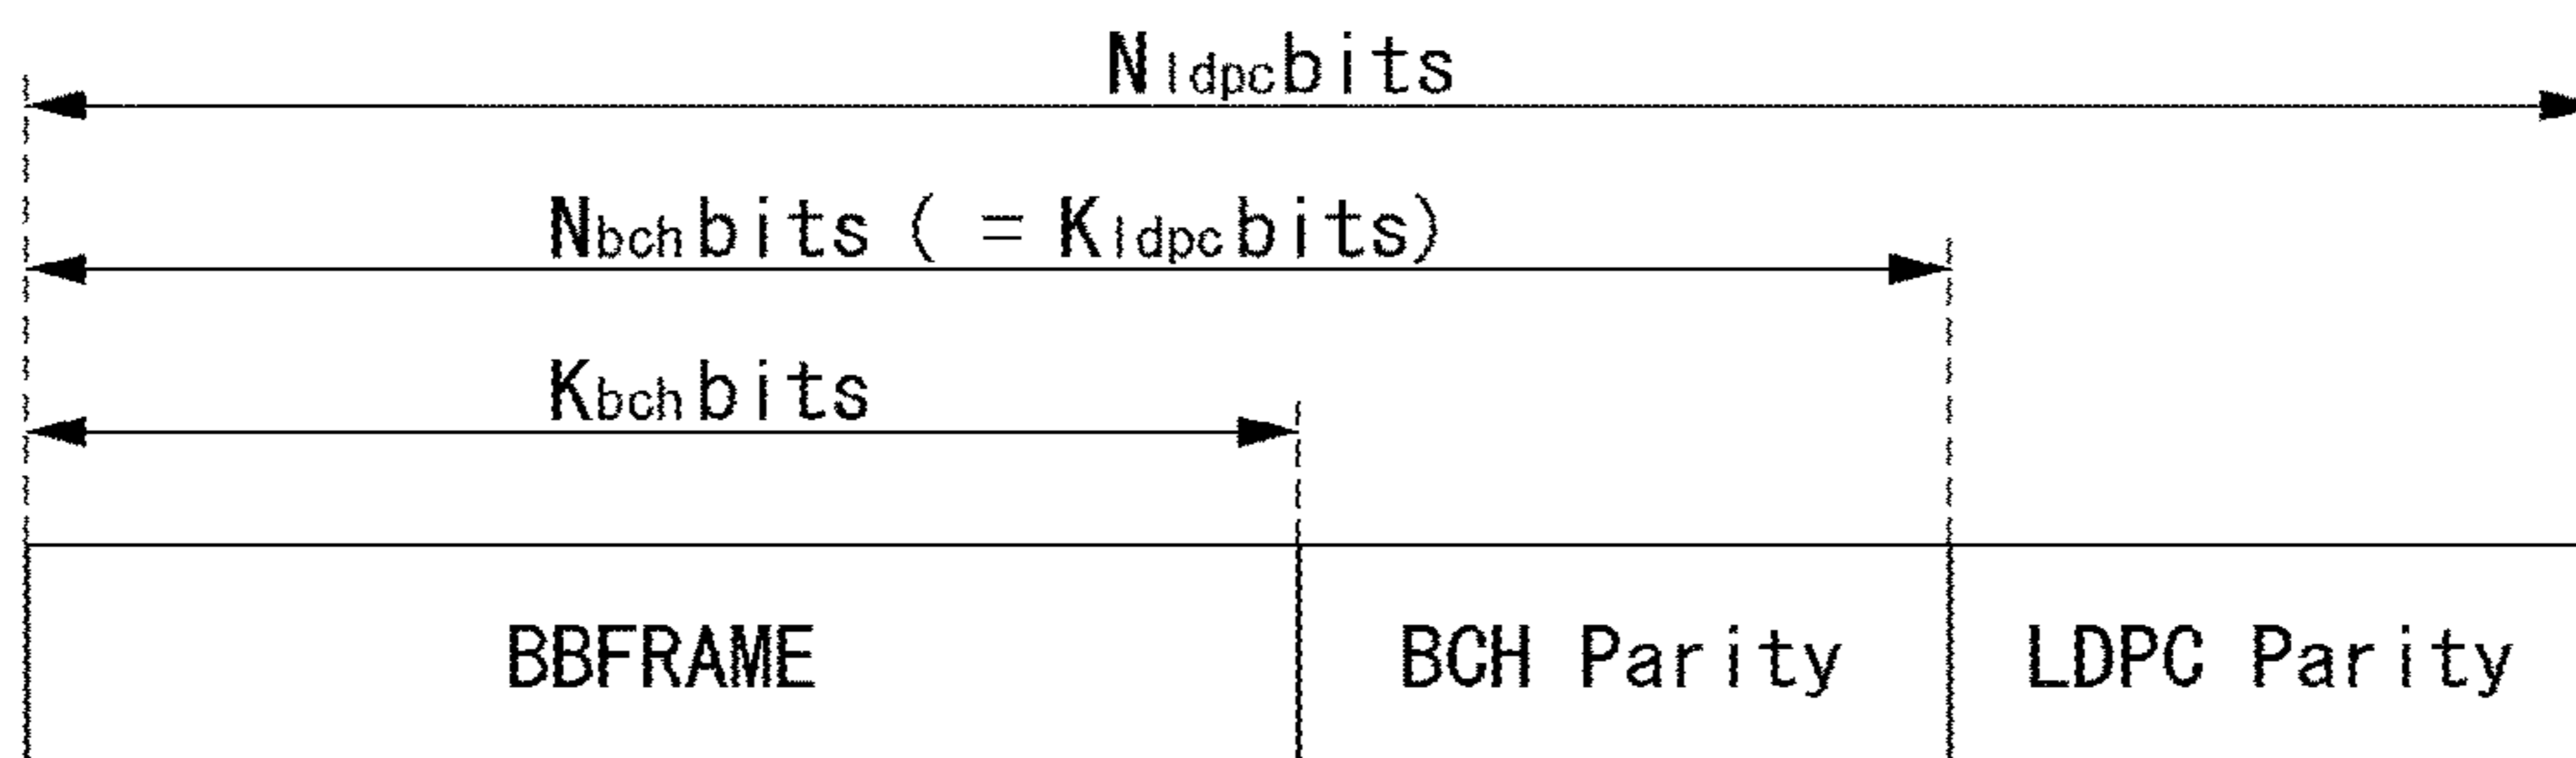 Nldpcbits
Nbchbits ( = Kldpcbits)
Kbchbits
BBFRAME BCH Parity LDPC Parity